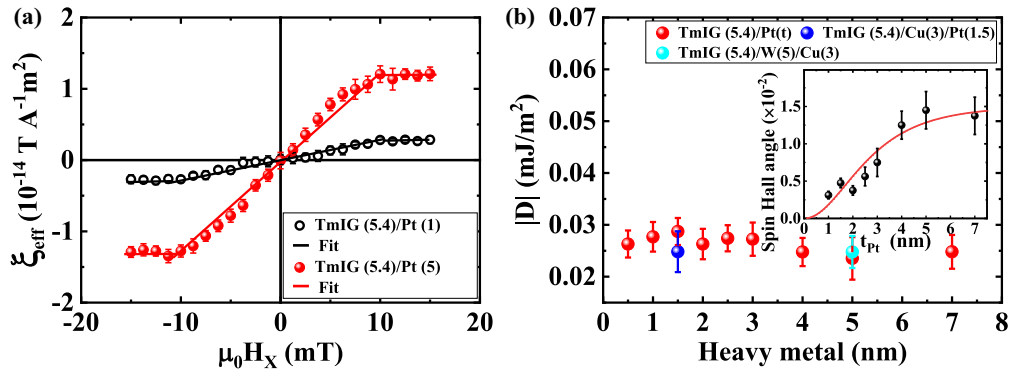 (a)
ξeff (10⁻¹⁴ T A⁻¹m²)
2
1
0
−1
−2
−20
−10
0
10
20
μ₀Hₓ (mT)
TmIG (5.4)/Pt (1)
Fit
TmIG (5.4)/Pt (5)
Fit
(b)
|D| (mJ/m²)
0.07
0.06
0.05
0.04
0.03
0.02
0
1
2
3
4
5
6
7
8
Heavy metal (nm)
TmIG (5.4)/Pt(t)
TmIG (5.4)/Cu(3)/Pt(1.5)
TmIG (5.4)/W(5)/Cu(3)
Spin Hall angle (×10⁻²)
1.5
1.0
0.5
0.0
0 1 2 3 4 5 6 7
tPt (nm)